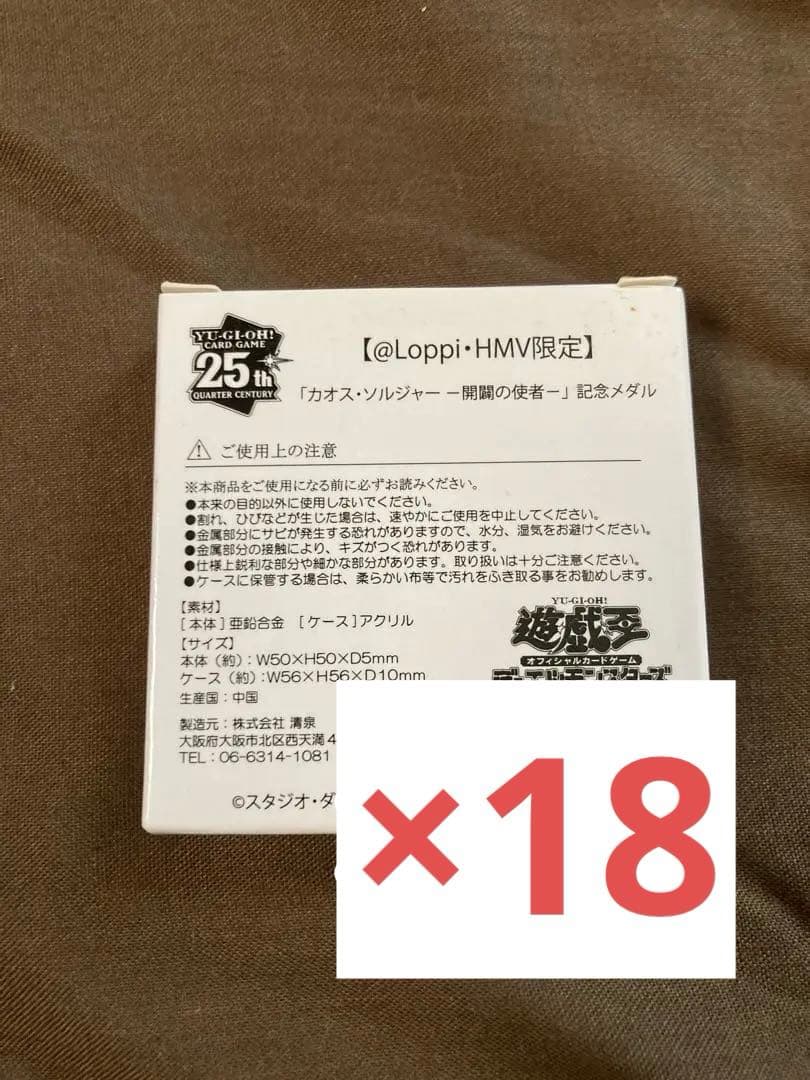 YU-GI-OH!
CARD GAME
25th
QUARTER CENTURY
【@Loppi・HMV限定】
「カオス・ソルジャー －開闢の使者－」記念メダル
⚠ ご使用上の注意
※本商品をご使用になる前に必ずお読みください。
●本来の目的以外に使用しないでください。
●割れ、ひびなどが生じた場合は、速やかにご使用を中止してください。
●金属部分にサビが発生する恐れがありますので、水分、湿気をお避けください。
●金属部分の接触により、キズがつく恐れがあります。
●仕様上鋭利な部分や細かな部分があります。取り扱いは十分ご注意ください。
●ケースに保管する場合は、柔らかい布等で汚れをふき取る事をお勧めします。
【素材】
［本体］亜鉛合金　［ケース］アクリル
【サイズ】
本体（約）：W50×H50×D5mm
ケース（約）：W56×H56×D10mm
生産国：中国
製造元：株式会社 清泉
大阪府大阪市北区西天満4
TEL：06-6314-1081
YU-GI-OH!
遊戯王
オフィシャルカードゲーム
デュエルモンスターズ
©スタジオ・ダ
×18